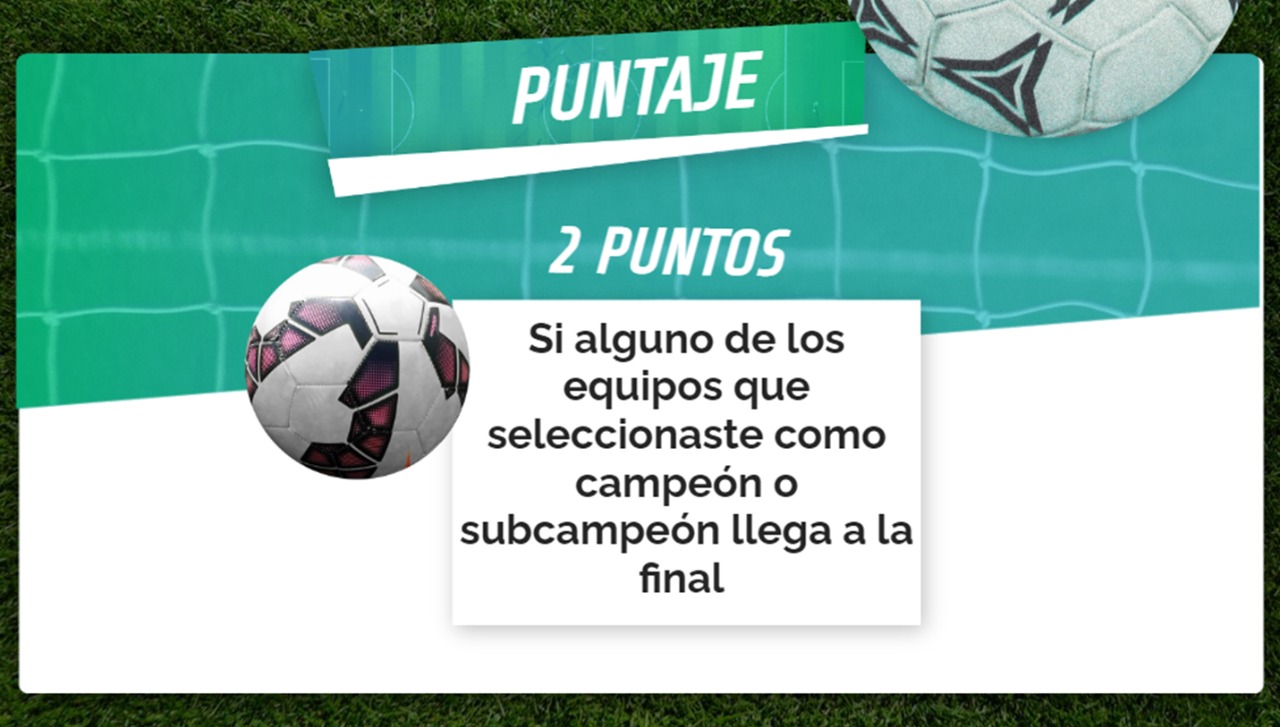 PUNTAJE
2 PUNTOS
Si alguno de los
equipos que
seleccionaste como
campeón o
subcampeón llega a la
final